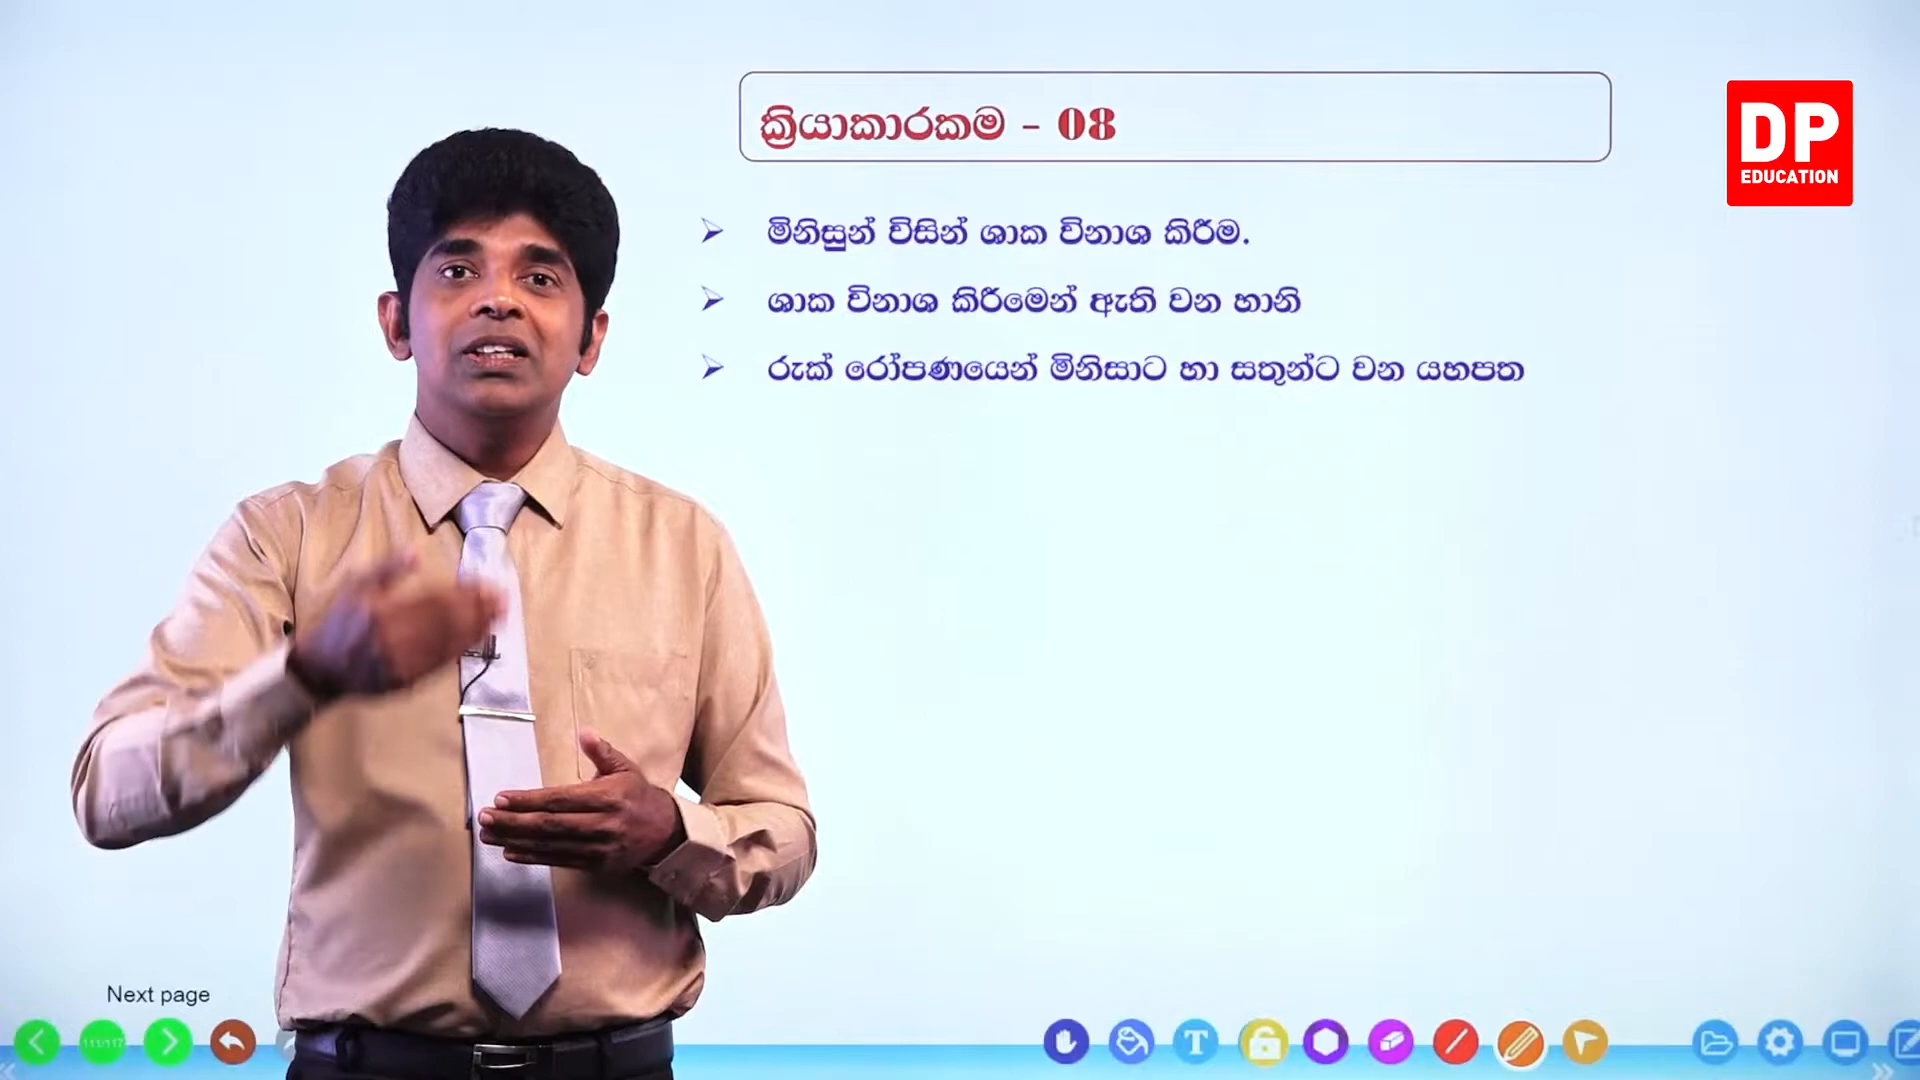 ක්‍රියාකාරකම - 08
DP
EDUCATION
➢ මිනිසුන් විසින් ශාක විනාශ කිරීම.
➢ ශාක විනාශ කිරීමෙන් ඇති වන හානි
➢ රුක් රෝපණයෙන් මිනිසාට හා සතුන්ට වන යහපත
Next page
T